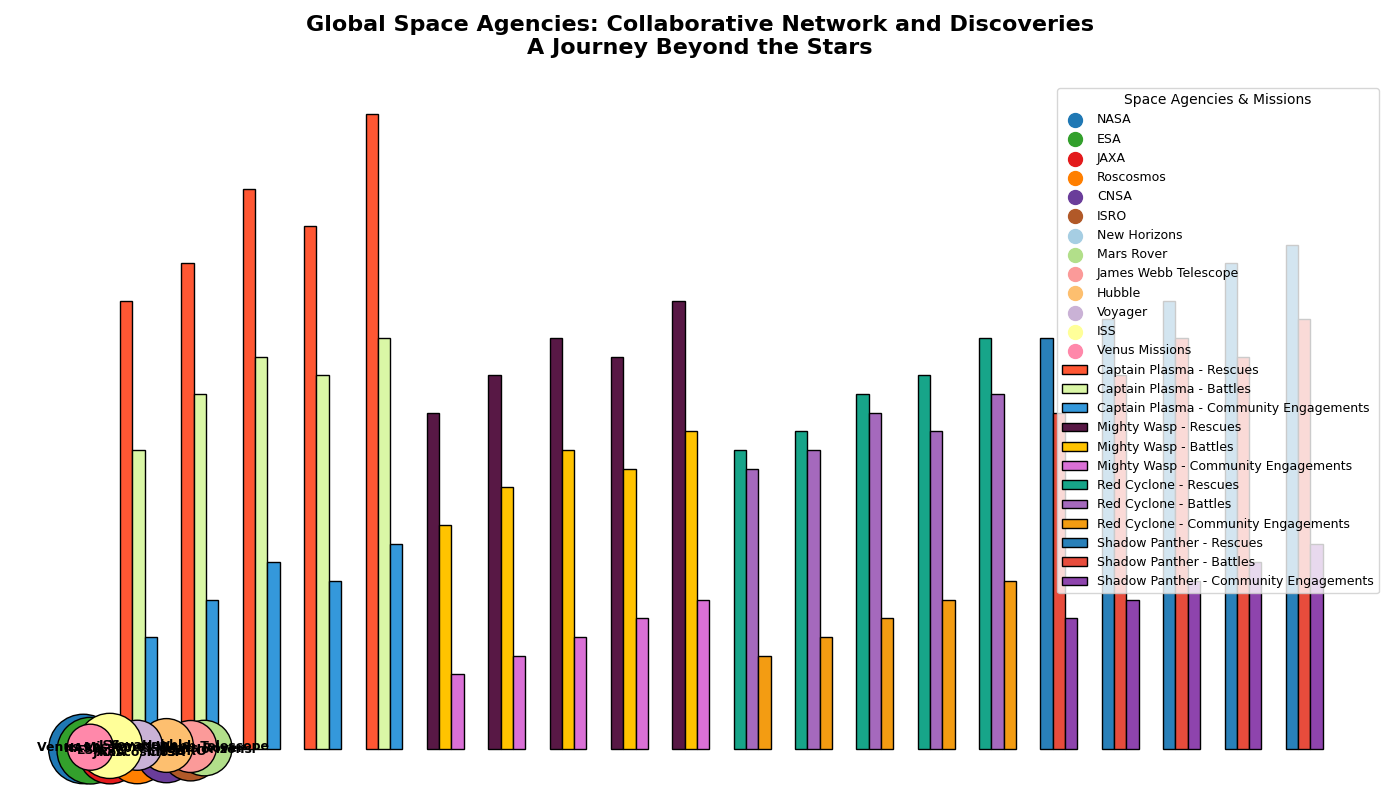 Global Space Agencies: Collaborative Network and Discoveries
A Journey Beyond the Stars
Space Agencies & Missions
NASA
ESA
JAXA
Roscosmos
CNSA
ISRO
New Horizons
Mars Rover
James Webb Telescope
Hubble
Voyager
ISS
Venus Missions
Captain Plasma - Rescues
Captain Plasma - Battles
Captain Plasma - Community Engagements
Mighty Wasp - Rescues
Mighty Wasp - Battles
Mighty Wasp - Community Engagements
Red Cyclone - Rescues
Red Cyclone - Battles
Red Cyclone - Community Engagements
Shadow Panther - Rescues
Shadow Panther - Battles
Shadow Panther - Community Engagements